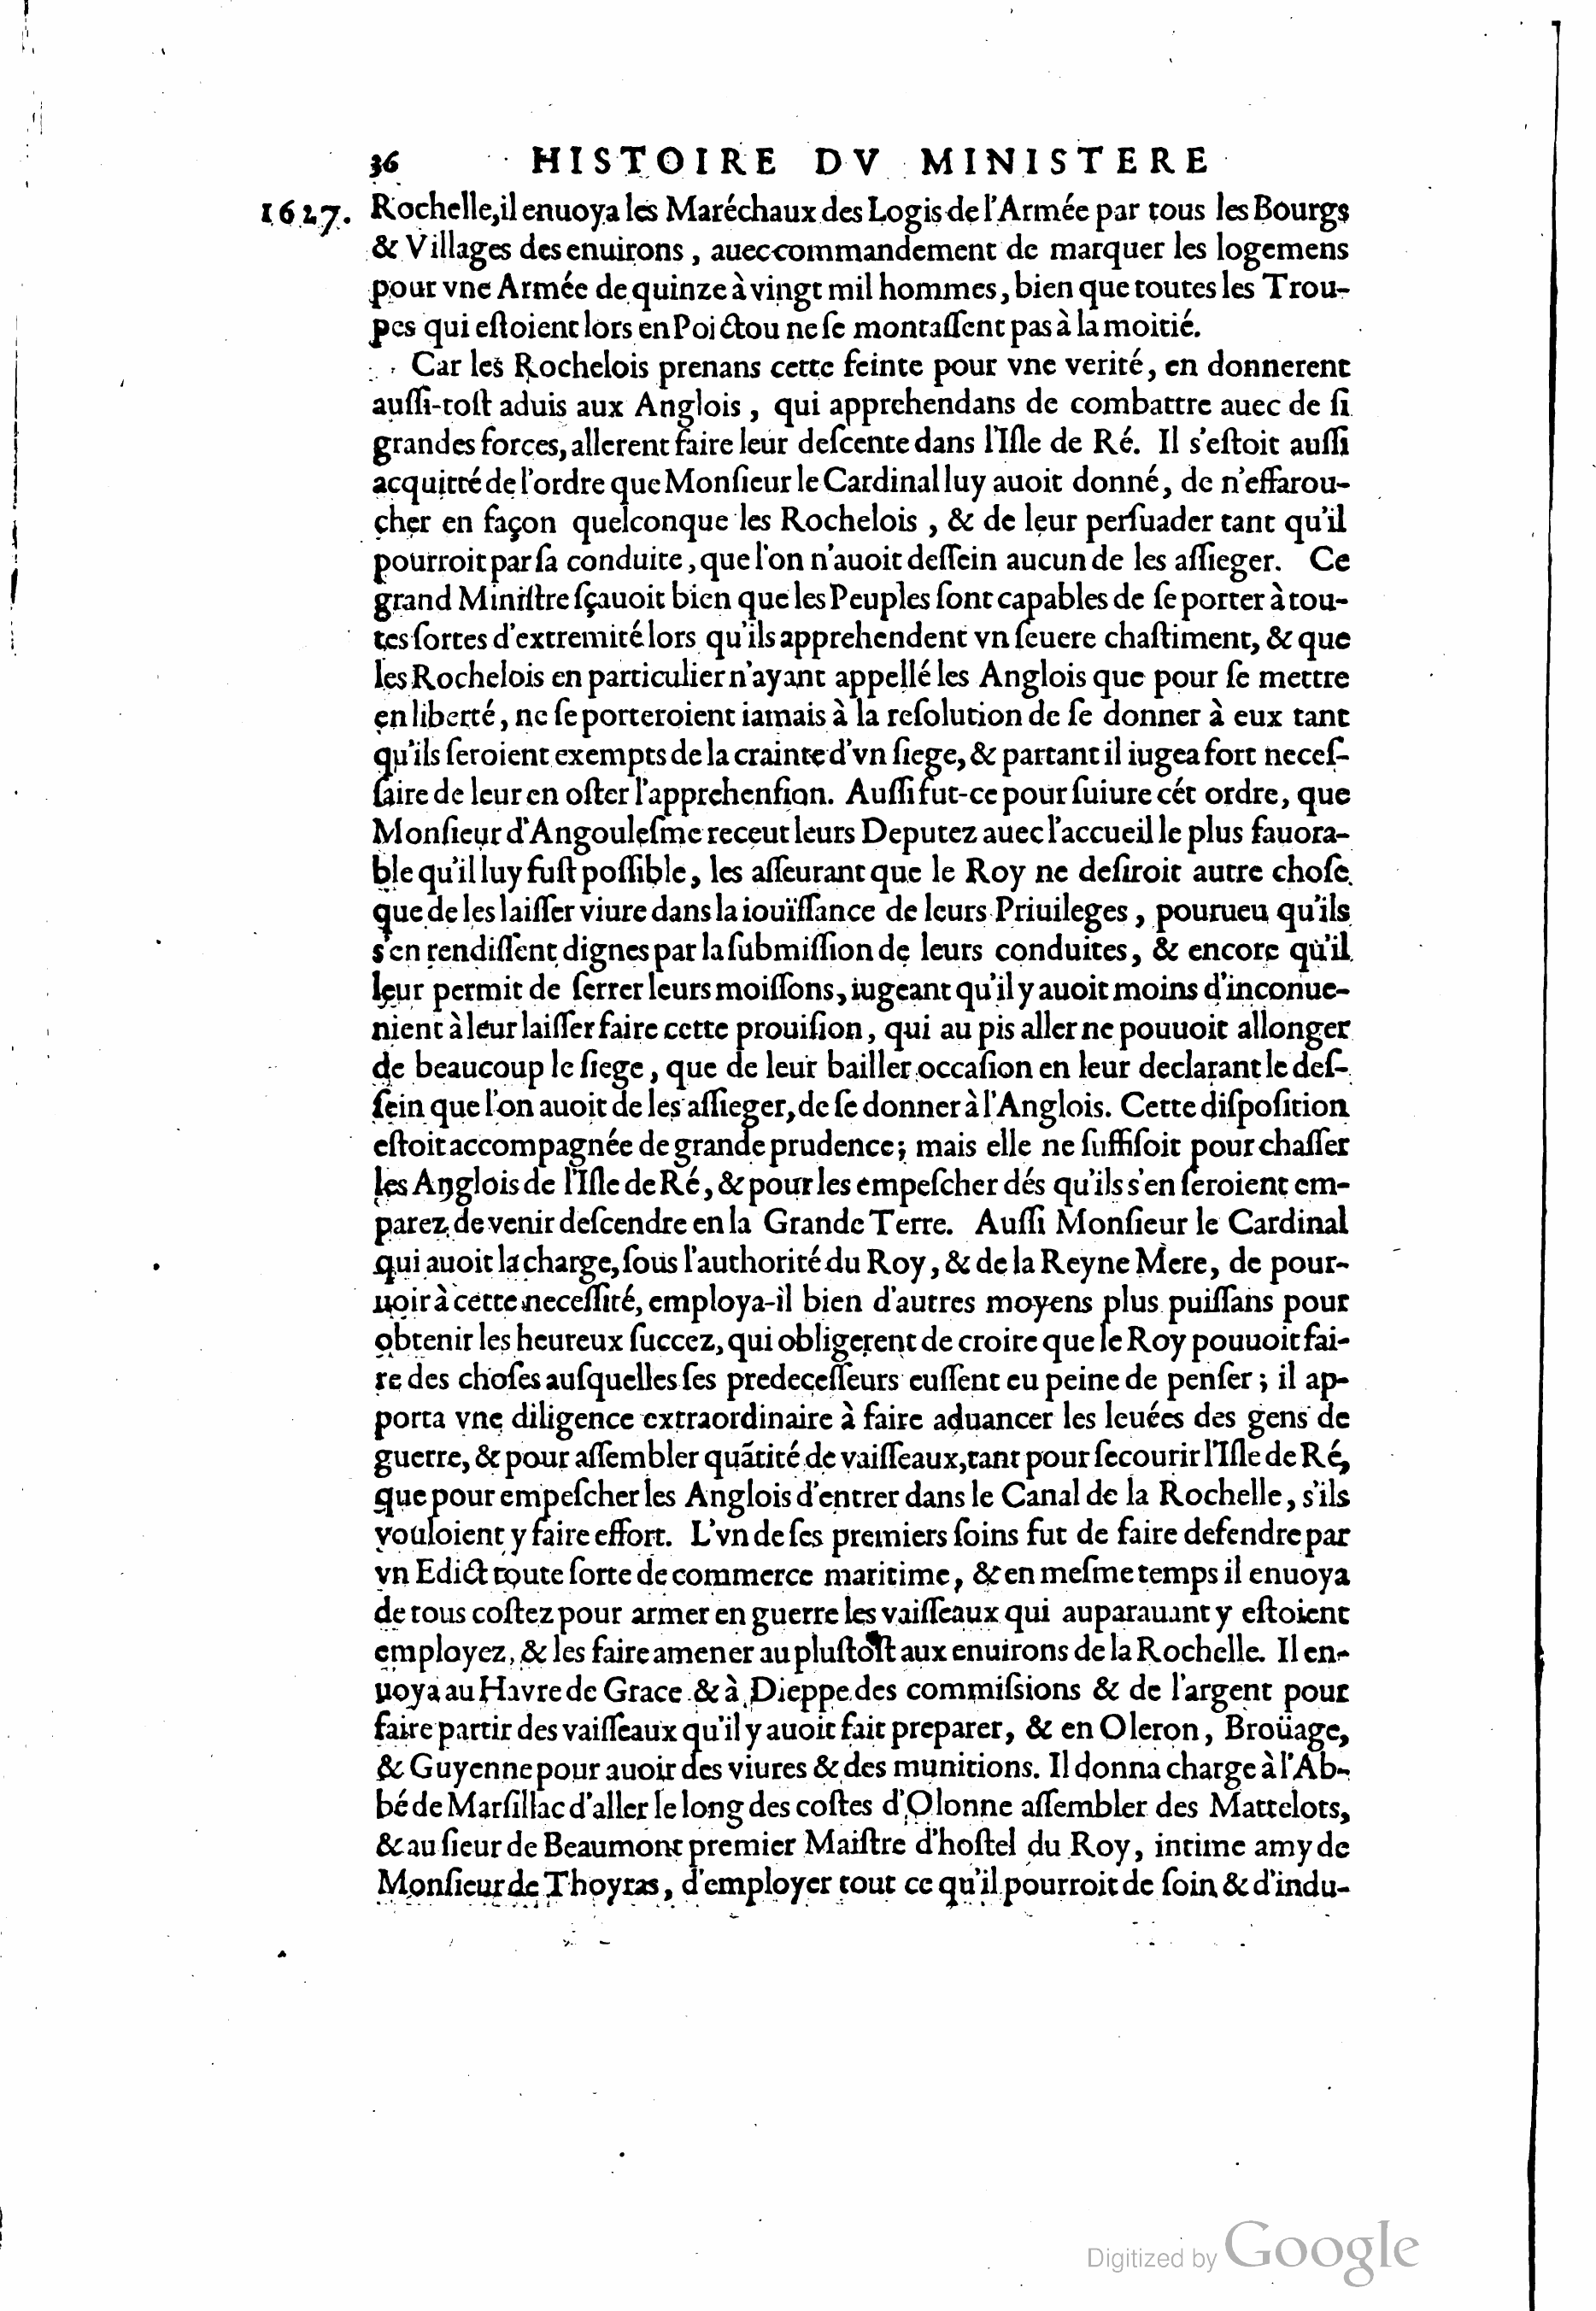 36 HISTOIRE DV MINISTERE
1627. Rochelle, il enuoya les Maréchaux des Logis de l'Armée par tous les Bourgs
& Villages des enuirons, auec commandement de marquer les logemens
pour vne Armée de quinze à vingt mil hommes, bien que toutes les Trou-
pes qui eſtoient lors en Poictou ne ſe montaſſent pas à la moitié.
Car les Rochelois prenans cette feinte pour vne verité, en donnerent
auſſi-toſt aduis aux Anglois, qui apprehendans de combattre auec de ſi
grandes forces, allerent faire leur deſcente dans l'Iſle de Ré. Il s'eſtoit auſſi
acquitté de l'ordre que Monſieur le Cardinal luy auoit donné, de n'effarou-
cher en façon quelconque les Rochelois, & de leur perſuader tant qu'il
pourroit par ſa conduite, que l'on n'auoit deſſein aucun de les aſſieger. Ce
grand Miniſtre ſçauoit bien que les Peuples ſont capables de ſe porter à tou-
tes ſortes d'extremité lors qu'ils apprehendent vn ſeuere chaſtiment, & que
les Rochelois en particulier n'ayant appellé les Anglois que pour ſe mettre
en liberté, ne ſe porteroient iamais à la reſolution de ſe donner à eux tant
qu'ils ſeroient exempts de la crainte d'vn ſiege, & partant il iugea fort neceſ-
ſaire de leur en oſter l'apprehenſion. Auſſi fut-ce pour ſuiure cét ordre, que
Monſieur d'Angouleſme receut leurs Deputez auec l'accueil le plus fauora-
ble qu'il luy fuſt poſſible, les aſſeurant que le Roy ne deſiroit autre choſe
que de les laiſſer viure dans la iouïſſance de leurs Priuileges, pourueu qu'ils
s'en rendiſſent dignes par la ſubmiſſion de leurs conduites, & encore qu'il
leur permit de ſerrer leurs moiſſons, iugeant qu'il y auoit moins d'inconue-
nient à leur laiſſer faire cette prouiſion, qui au pis aller ne pouuoit allonger
de beaucoup le ſiege, que de leur bailler occaſion en leur declarant le deſ-
ſein que l'on auoit de les aſſieger, de ſe donner à l'Anglois. Cette diſpoſition
eſtoit accompagnée de grande prudence; mais elle ne ſuffiſoit pour chaſſer
les Anglois de l'Iſle de Ré, & pour les empeſcher dés qu'ils s'en ſeroient em-
parez de venir deſcendre en la Grande Terre. Auſſi Monſieur le Cardinal
qui auoit la charge, ſous l'authorité du Roy, & de la Reyne Mere, de pour-
uoir à cette neceſſité, employa-il bien d'autres moyens plus puiſſans pour
obtenir les heureux ſuccez, qui obligerent de croire que le Roy pouuoit fai-
re des choſes auſquelles ſes predeceſſeurs euſſent eu peine de penſer; il ap-
porta vne diligence extraordinaire à faire aduancer les leuées des gens de
guerre, & pour aſſembler quãtité de vaiſſeaux, tant pour ſecourir l'Iſle de Ré,
que pour empeſcher les Anglois d'entrer dans le Canal de la Rochelle, s'ils
vouloient y faire effort. L'vn de ſes premiers ſoins fut de faire defendre par
vn Edict toute ſorte de commerce maritime, & en meſme temps il enuoya
de tous coſtez pour armer en guerre les vaiſſeaux qui auparauant y eſtoient
employez, & les faire amener au pluſtoſt aux enuirons de la Rochelle. Il en-
uoya au Havre de Grace & à Dieppe des commiſsions & de l'argent pour
faire partir des vaiſſeaux qu'il y auoit fait preparer, & en Oleron, Broüage,
& Guyenne pour auoir des viures & des munitions. Il donna charge à l'Ab-
bé de Marſillac d'aller le long des coſtes d'Olonne aſſembler des Mattelots,
& au ſieur de Beaumont premier Maiſtre d'hoſtel du Roy, intime amy de
Monſieur de Thoyras, d'employer tout ce qu'il pourroit de ſoin & d'indu-
Digitized by Google